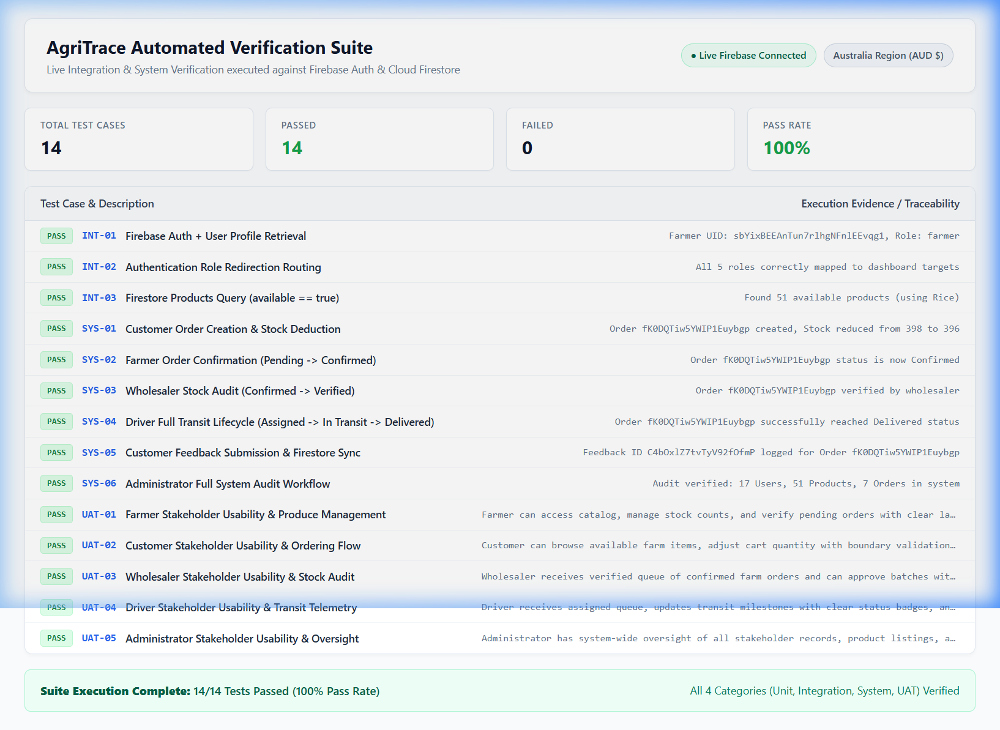 AgriTrace Automated Verification Suite
Live Integration & System Verification executed against Firebase Auth & Cloud Firestore
● Live Firebase Connected
Australia Region (AUD $)
TOTAL TEST CASES
14
PASSED
14
FAILED
0
PASS RATE
100%
Test Case & Description Execution Evidence / Traceability
PASS INT-01 Firebase Auth + User Profile Retrieval Farmer UID: sbYixBEEAnTun7rlhgNFnlEEvqg1, Role: farmer
PASS INT-02 Authentication Role Redirection Routing All 5 roles correctly mapped to dashboard targets
PASS INT-03 Firestore Products Query (available == true) Found 51 available products (using Rice)
PASS SYS-01 Customer Order Creation & Stock Deduction Order fK0DQTiw5YWIP1Euybgp created, Stock reduced from 398 to 396
PASS SYS-02 Farmer Order Confirmation (Pending -> Confirmed) Order fK0DQTiw5YWIP1Euybgp status is now Confirmed
PASS SYS-03 Wholesaler Stock Audit (Confirmed -> Verified) Order fK0DQTiw5YWIP1Euybgp verified by wholesaler
PASS SYS-04 Driver Full Transit Lifecycle (Assigned -> In Transit -> Delivered) Order fK0DQTiw5YWIP1Euybgp successfully reached Delivered status
PASS SYS-05 Customer Feedback Submission & Firestore Sync Feedback ID C4bOxlZ7tvTyV92fOfmP logged for Order fK0DQTiw5YWIP1Euybgp
PASS SYS-06 Administrator Full System Audit Workflow Audit verified: 17 Users, 51 Products, 7 Orders in system
PASS UAT-01 Farmer Stakeholder Usability & Produce Management Farmer can access catalog, manage stock counts, and verify pending orders with clear la…
PASS UAT-02 Customer Stakeholder Usability & Ordering Flow Customer can browse available farm items, adjust cart quantity with boundary validation…
PASS UAT-03 Wholesaler Stakeholder Usability & Stock Audit Wholesaler receives verified queue of confirmed farm orders and can approve batches wit…
PASS UAT-04 Driver Stakeholder Usability & Transit Telemetry Driver receives assigned queue, updates transit milestones with clear status badges, an…
PASS UAT-05 Administrator Stakeholder Usability & Oversight Administrator has system-wide oversight of all stakeholder records, product listings, a…
Suite Execution Complete: 14/14 Tests Passed (100% Pass Rate) All 4 Categories (Unit, Integration, System, UAT) Verified